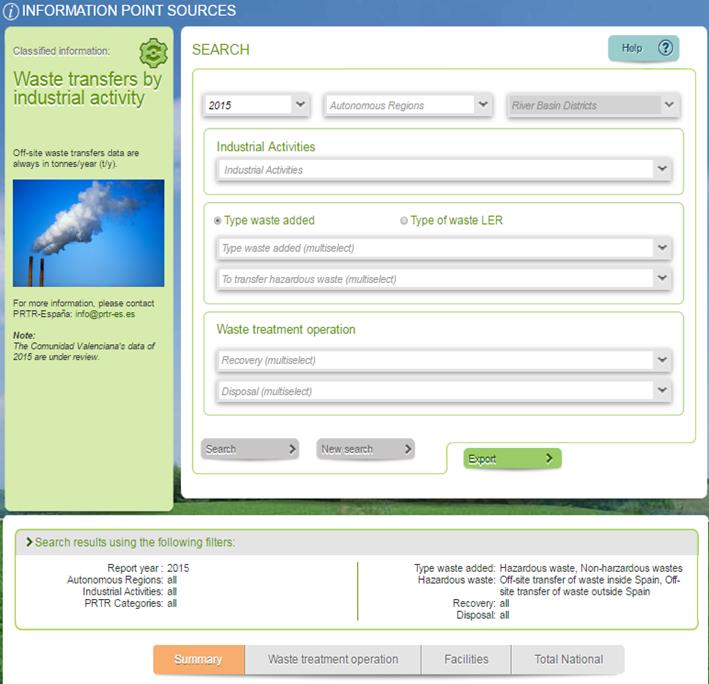 i INFORMATION POINT SOURCES
Classified information:
Waste transfers by
industrial activity
Off-site waste transfers data are
always in tonnes/year (t/y).
For more information, please contact
PRTR-España: info@prtr-es.es
Note:
The Comunidad Valenciana's data of
2015 are under review.
SEARCH
Help ?
2015
Autonomous Regions
River Basin Districts
Industrial Activities
Industrial Activities
Type waste added
Type of waste LER
Type waste added (multiselect)
To transfer hazardous waste (multiselect)
Waste treatment operation
Recovery (multiselect)
Disposal (multiselect)
Search
New search
Export
Search results using the following filters:
Report year : 2015
Autonomous Regions: all
Industrial Activities: all
PRTR Categories: all
Type waste added: Hazardous waste, Non-harzardous wastes
Hazardous waste: Off-site transfer of waste inside Spain, Off-
site transfer of waste outside Spain
Recovery: all
Disposal: all
Summary
Waste treatment operation
Facilities
Total National